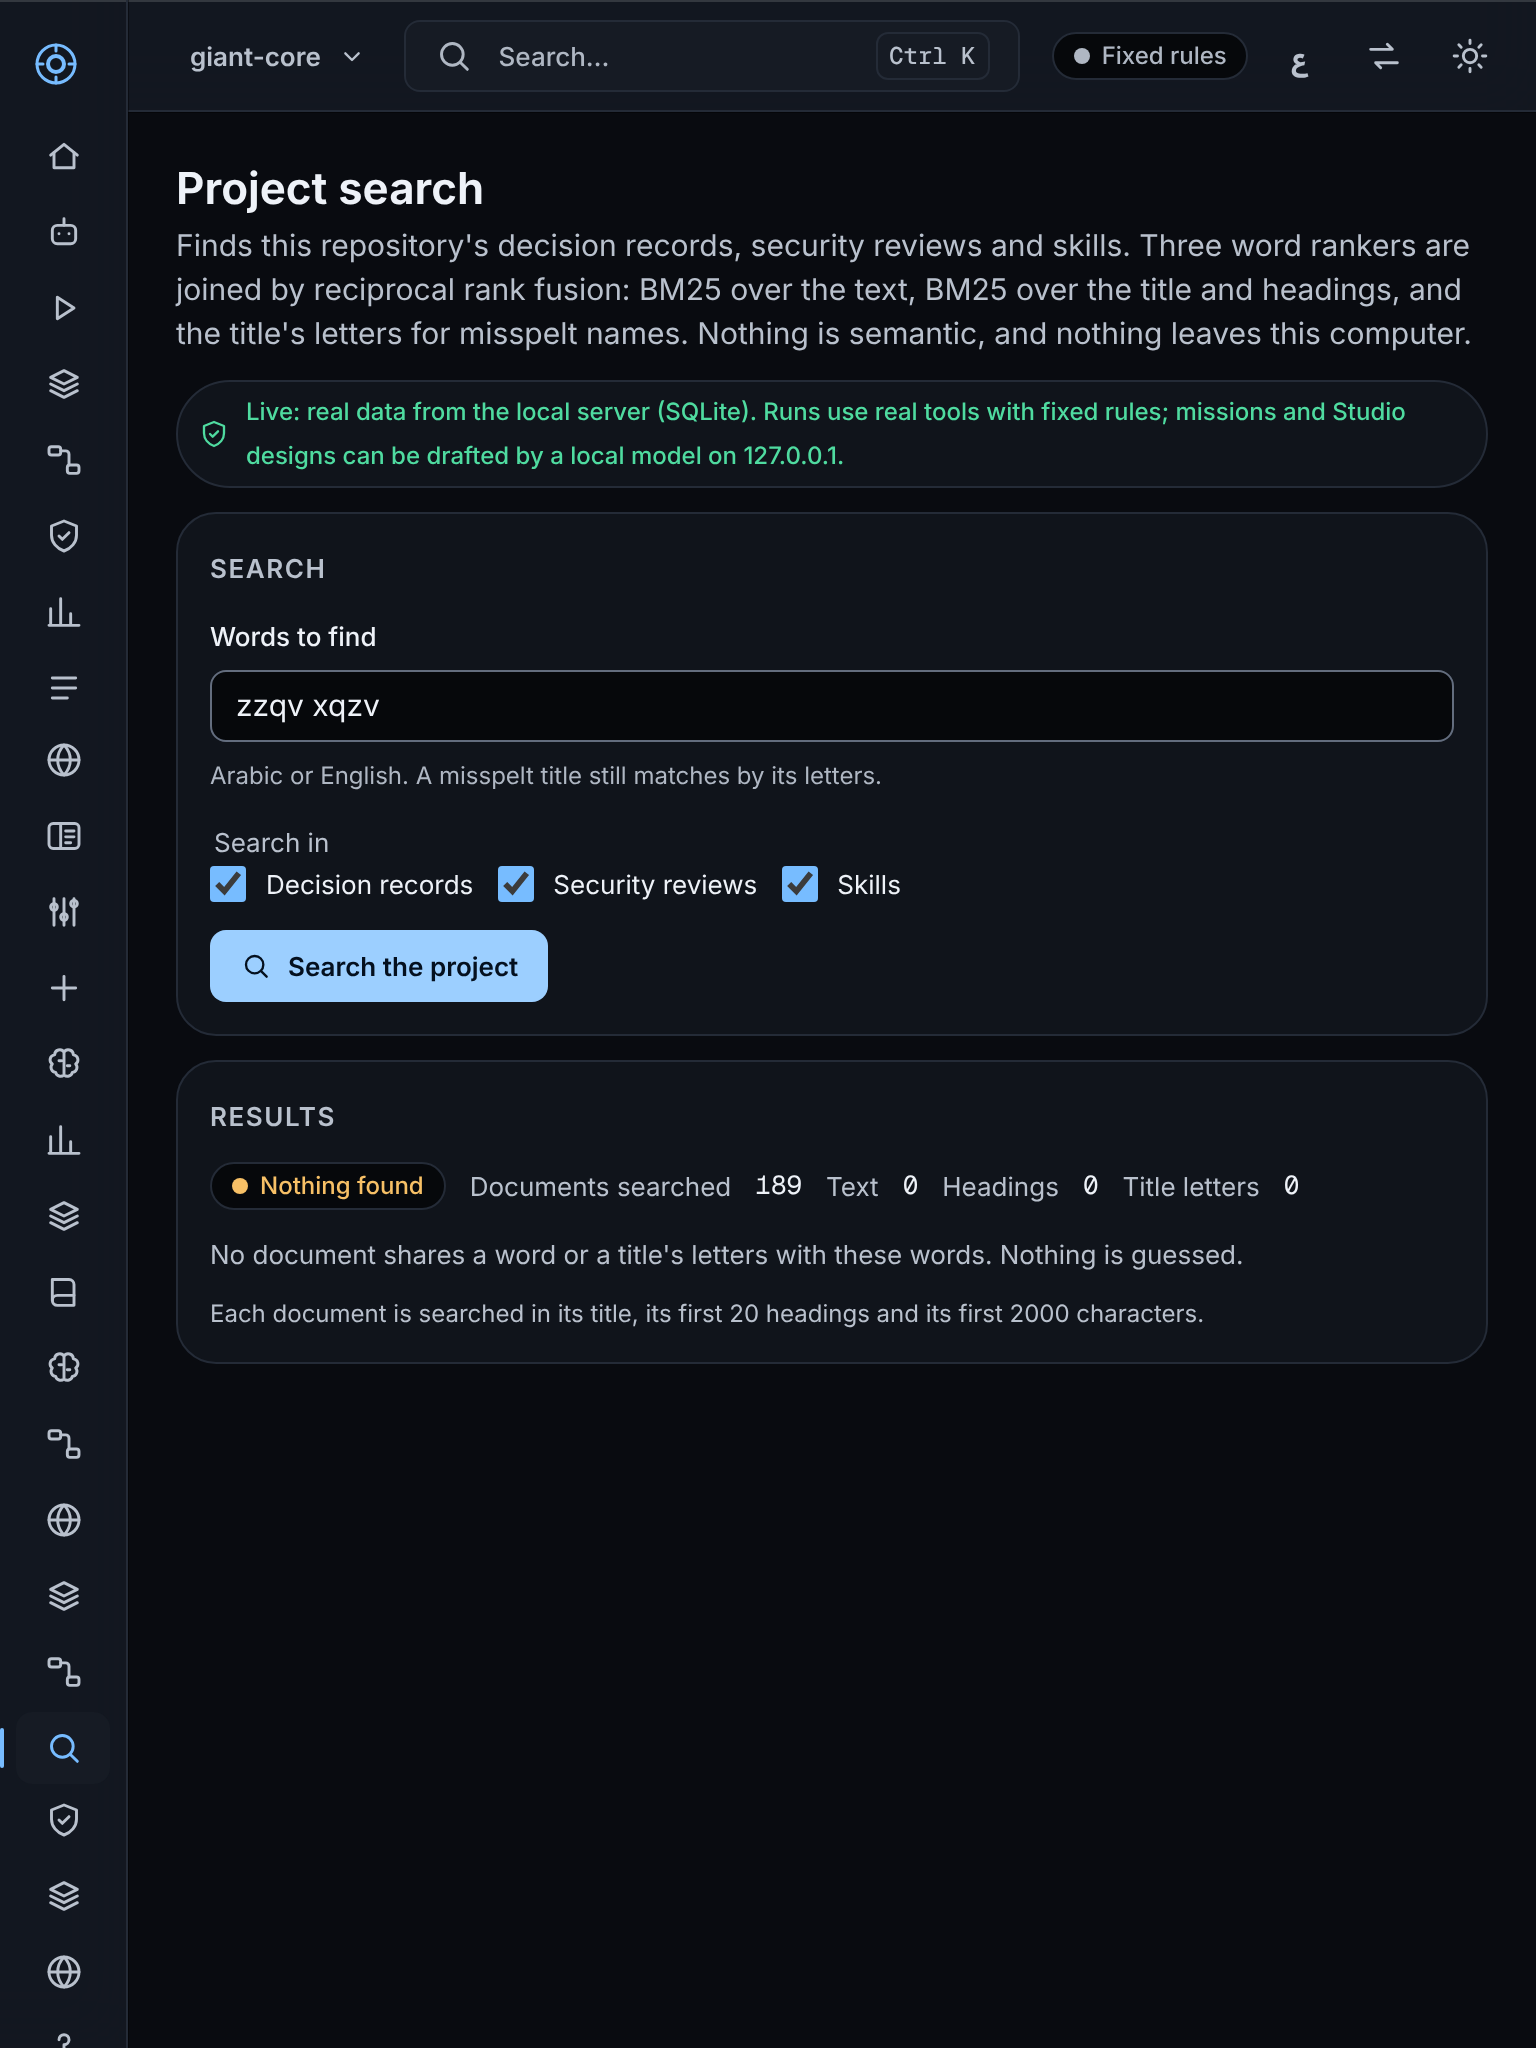 giant-core
Search...
Ctrl K
Fixed rules
ع
Project search
Finds this repository's decision records, security reviews and skills. Three word rankers are
joined by reciprocal rank fusion: BM25 over the text, BM25 over the title and headings, and
the title's letters for misspelt names. Nothing is semantic, and nothing leaves this computer.
Live: real data from the local server (SQLite). Runs use real tools with fixed rules; missions and Studio
designs can be drafted by a local model on 127.0.0.1.
SEARCH
Words to find
zzqv xqzv
Arabic or English. A misspelt title still matches by its letters.
Search in
Decision records Security reviews Skills
Search the project
RESULTS
Nothing found Documents searched 189 Text 0 Headings 0 Title letters 0
No document shares a word or a title's letters with these words. Nothing is guessed.
Each document is searched in its title, its first 20 headings and its first 2000 characters.